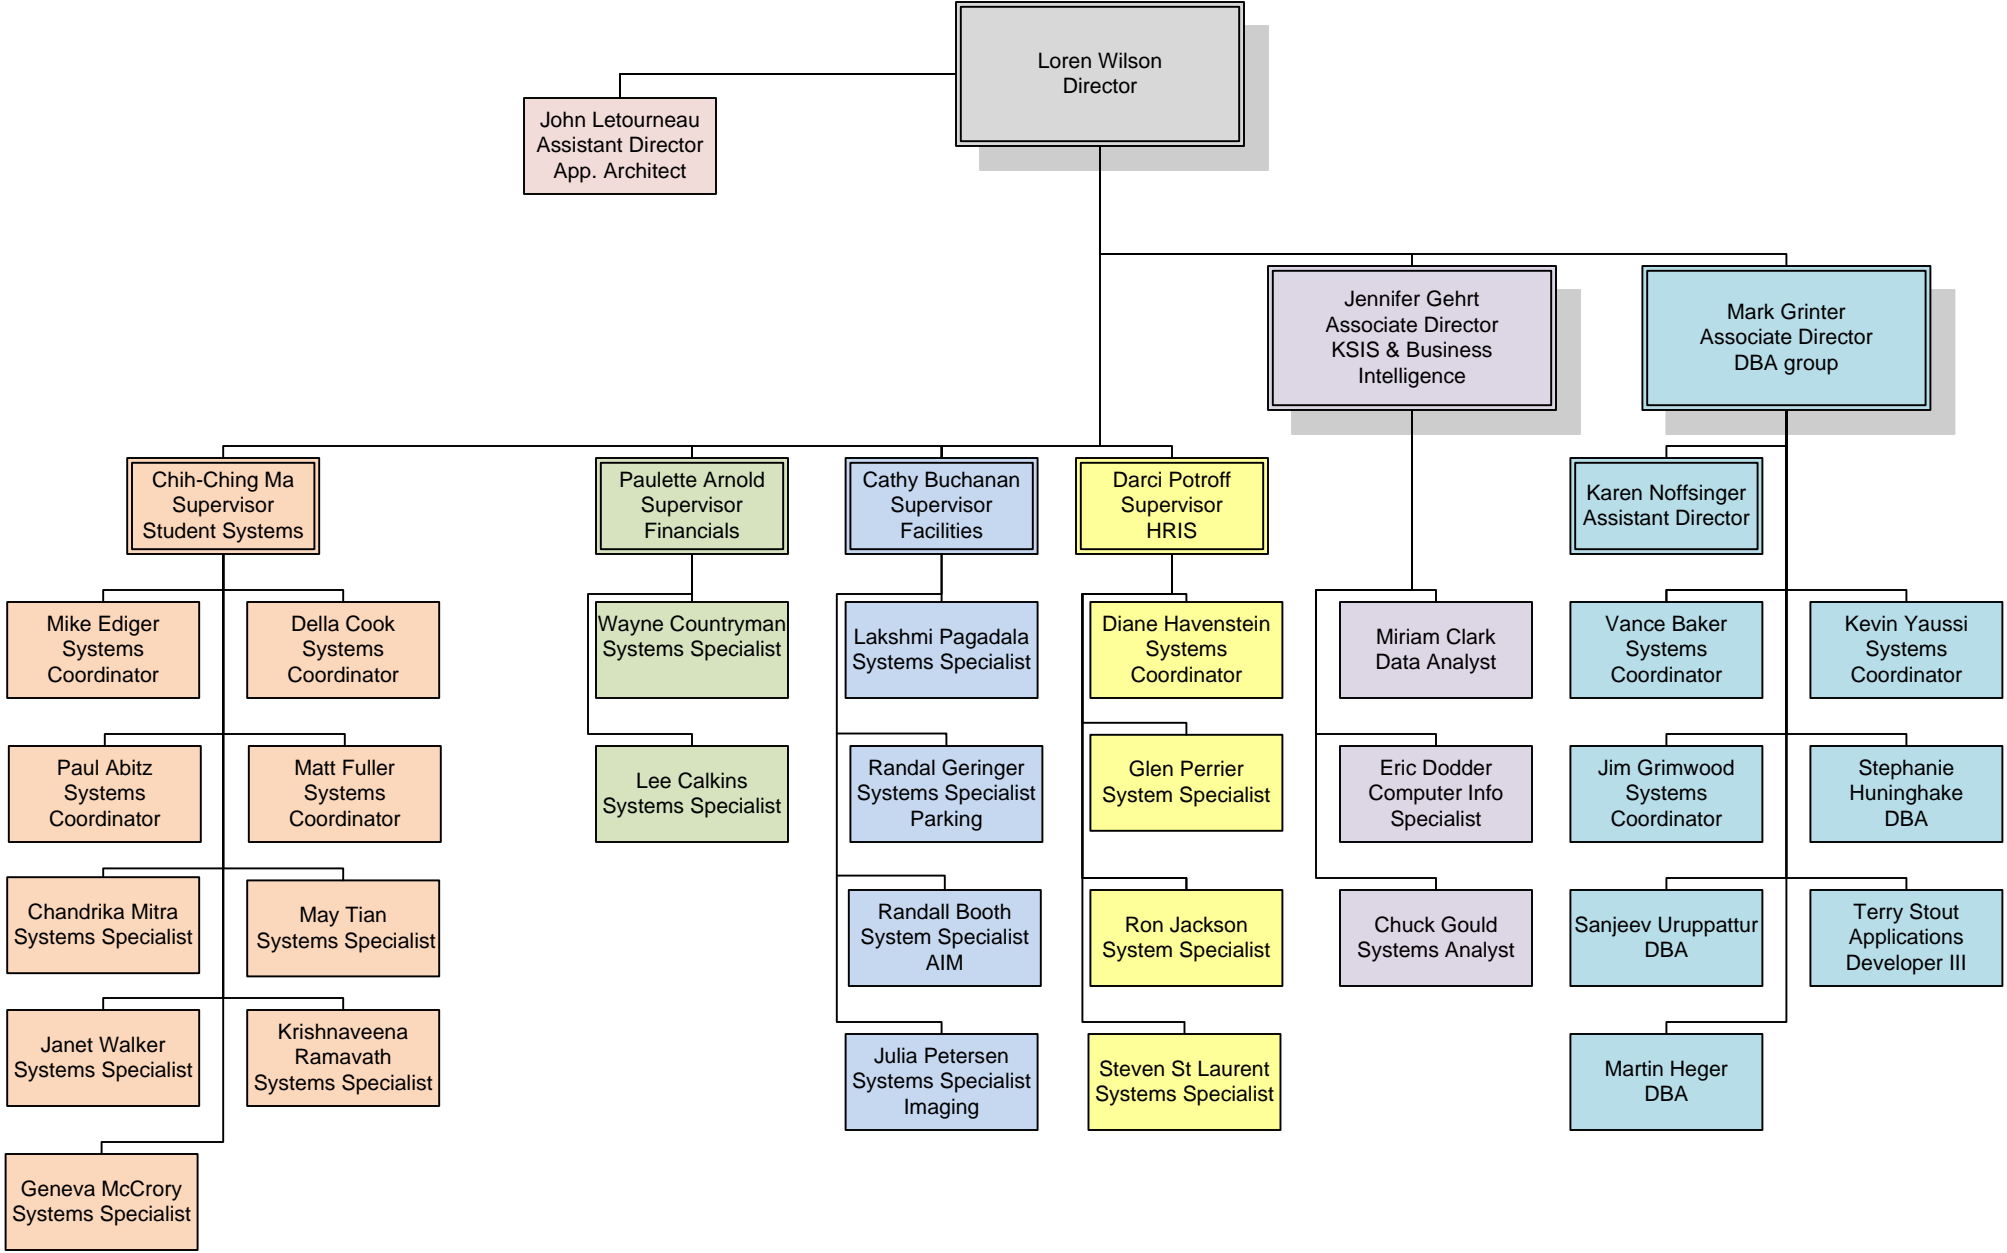 Loren Wilson
Director
John Letourneau
Assistant Director
App. Architect
Jennifer Gehrt
Associate Director
KSIS & Business
Intelligence
Mark Grinter
Associate Director
DBA group
Chih-Ching Ma
Supervisor
Student Systems
Paulette Arnold
Supervisor
Financials
Cathy Buchanan
Supervisor
Facilities
Darci Potroff
Supervisor
HRIS
Karen Noffsinger
Assistant Director
Mike Ediger
Systems
Coordinator
Della Cook
Systems
Coordinator
Wayne Countryman
Systems Specialist
Lakshmi Pagadala
Systems Specialist
Diane Havenstein
Systems
Coordinator
Miriam Clark
Data Analyst
Vance Baker
Systems
Coordinator
Kevin Yaussi
Systems
Coordinator
Paul Abitz
Systems
Coordinator
Matt Fuller
Systems
Coordinator
Lee Calkins
Systems Specialist
Randal Geringer
Systems Specialist
Parking
Glen Perrier
System Specialist
Eric Dodder
Computer Info
Specialist
Jim Grimwood
Systems
Coordinator
Stephanie
Huninghake
DBA
Chandrika Mitra
Systems Specialist
May Tian
Systems Specialist
Randall Booth
System Specialist
AIM
Ron Jackson
System Specialist
Chuck Gould
Systems Analyst
Sanjeev Uruppattur
DBA
Terry Stout
Applications
Developer III
Janet Walker
Systems Specialist
Krishnaveena
Ramavath
Systems Specialist
Julia Petersen
Systems Specialist
Imaging
Steven St Laurent
Systems Specialist
Martin Heger
DBA
Geneva McCrory
Systems Specialist